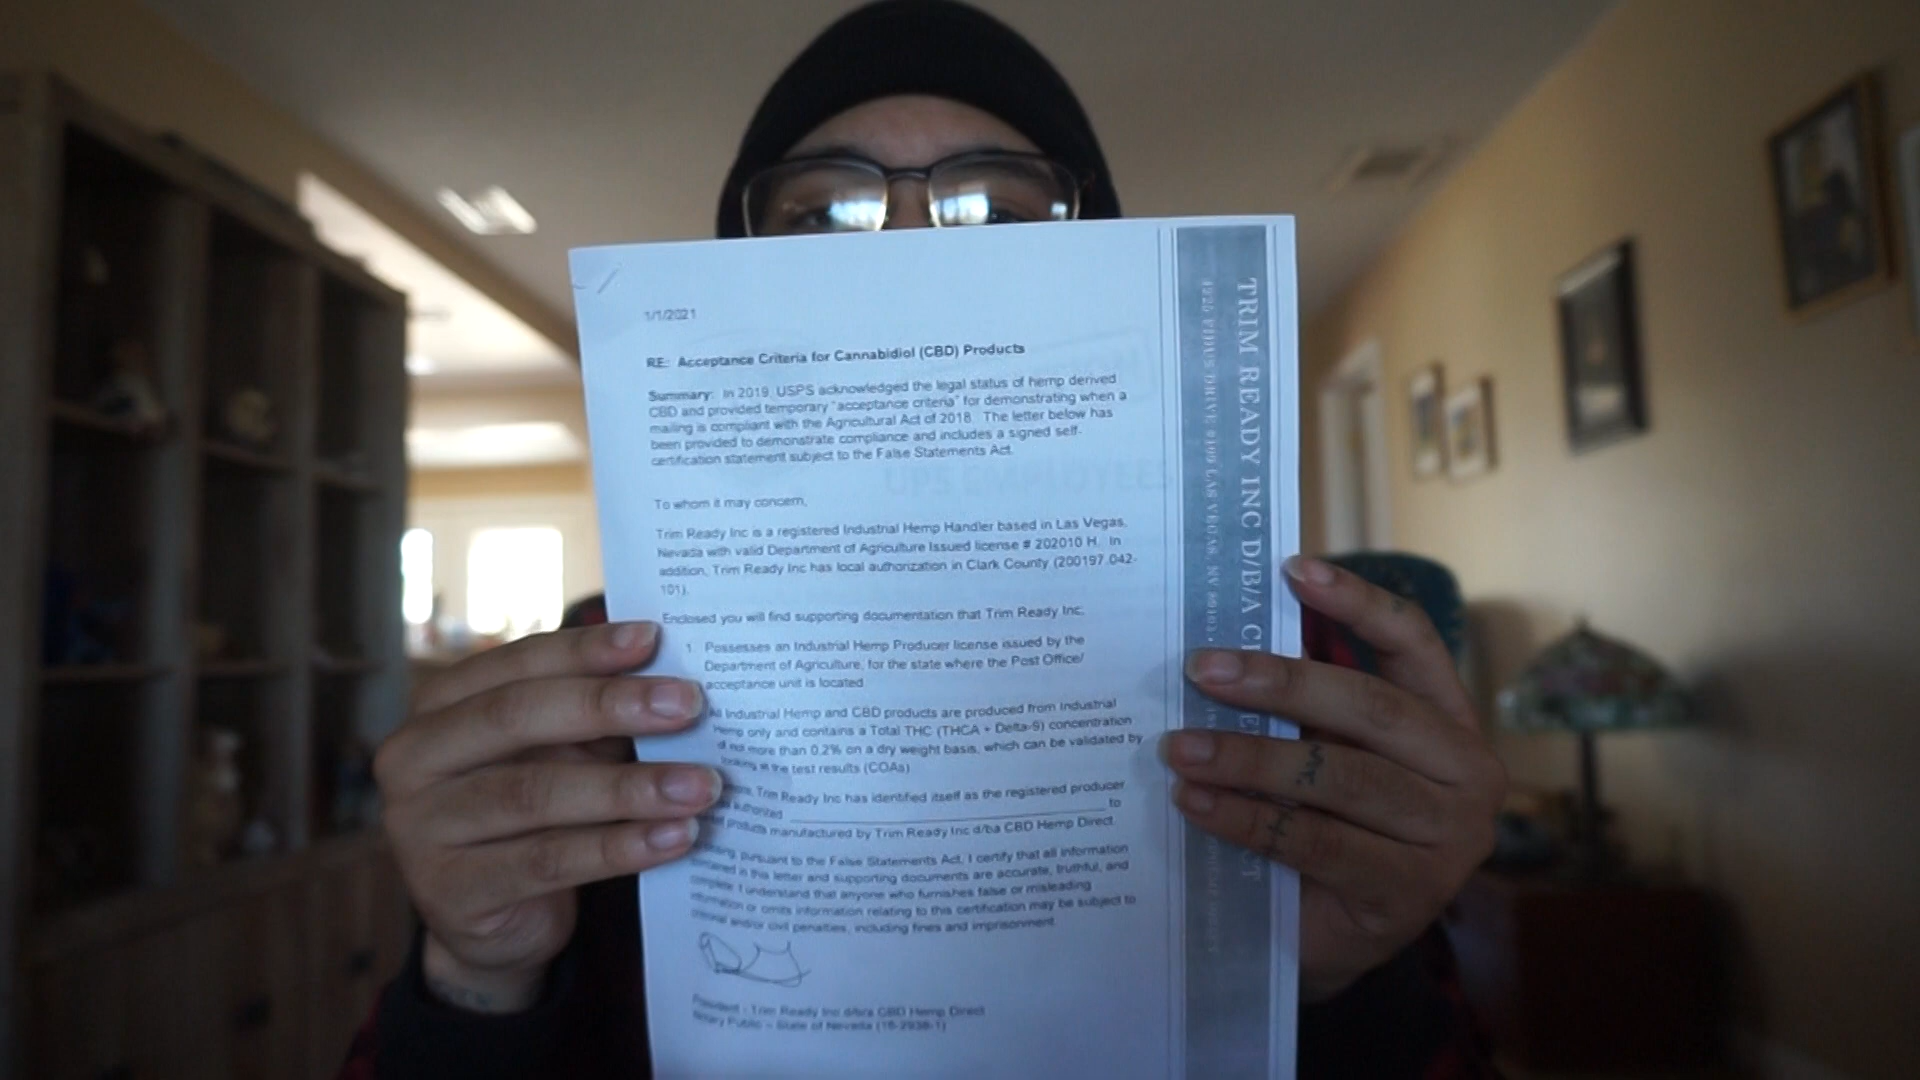 1/1/2021
RE: Acceptance Criteria for Cannabidiol (CBD) Products
Summary: In 2019, USPS acknowledged the legal status of hemp derived
CBD and provided temporary "acceptance criteria" for demonstrating when a
mailing is compliant with the Agricultural Act of 2018. The letter below has
been provided to demonstrate compliance and includes a signed self-
certification statement subject to the False Statements Act.
UPS EMPLOYEES
To whom it may concern,
Trim Ready Inc is a registered Industrial Hemp Handler based in Las Vegas,
Nevada with valid Department of Agriculture Issued license # 202010 H. In
addition, Trim Ready Inc has local authorization in Clark County (200197.042-
101).
Enclosed you will find supporting documentation that Trim Ready Inc.
1. Possesses an Industrial Hemp Producer license issued by the
Department of Agriculture, for the state where the Post Office/
acceptance unit is located
All Industrial Hemp and CBD products are produced from Industrial
Hemp only and contains a Total THC (THCA + Delta-9) concentration
of no more than 0.2% on a dry weight basis, which can be validated by
looking at the test results (COAs)
Trim Ready Inc has identified itself as the registered producer
authorized ______ to
products manufactured by Trim Ready Inc d/ba CBD Hemp Direct.
pursuant to the False Statements Act, I certify that all information
contained in this letter and supporting documents are accurate, truthful, and
complete. I understand that anyone who furnishes false or misleading
information or omits information relating to this certification may be subject to
criminal and/or civil penalties, including fines and imprisonment.
President - Trim Ready Inc d/b/a CBD Hemp Direct
Notary Public – State of Nevada (16-2936-1)
TRIM READY INC D/B/A
DRIVE LAS VEGAS NV